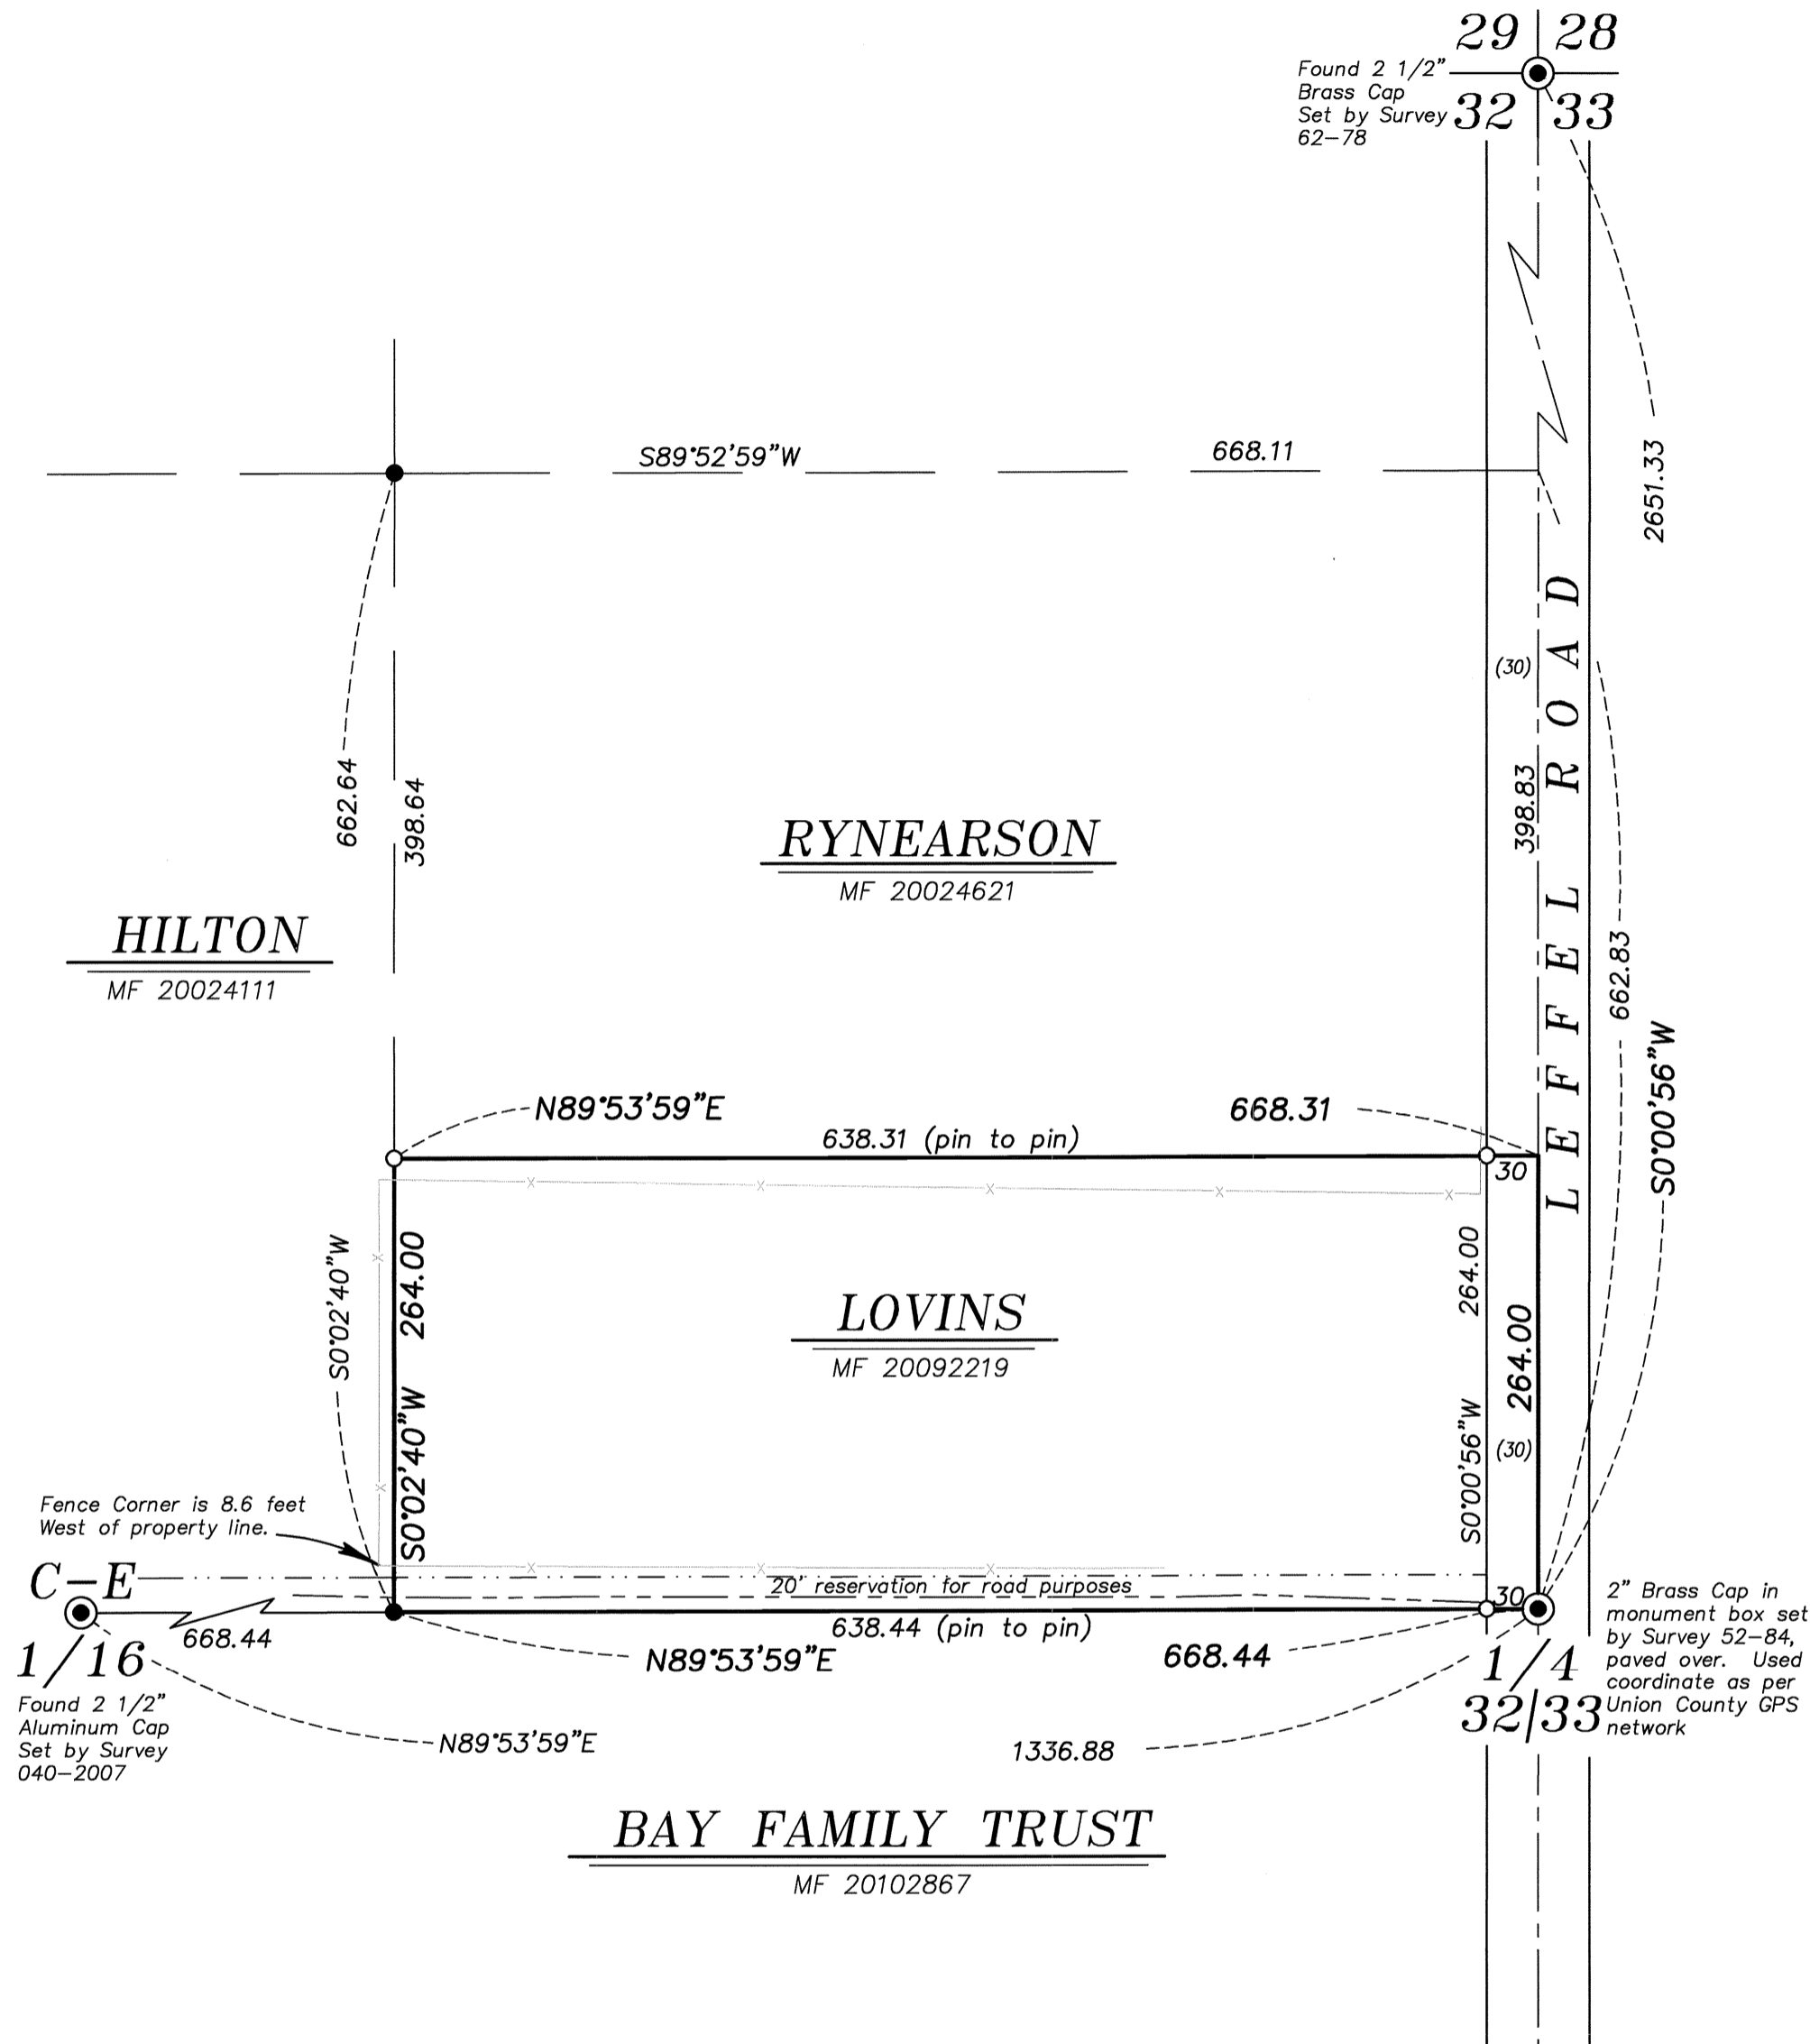 29 28
Found 2 1/2"
Brass Cap
Set by Survey
62-78
32 33
S89°52'59"W
668.11
2651.33
662.64
398.64
(30)
398.83
LEFFEL ROAD
RYNEARSON
MF 20024621
HILTON
MF 20024111
662.83
S0°00'56"W
N89°53'59"E
668.31
638.31 (pin to pin)
30
S0°02'40"W
264.00
S0°02'40"W
LOVINS
MF 20092219
264.00
S0°00'56"W
264.00
(30)
Fence Corner is 8.6 feet
West of property line.
C-E
1/16
Found 2 1/2"
Aluminum Cap
Set by Survey
040-2007
668.44
20' reservation for road purposes
638.44 (pin to pin)
30
N89°53'59"E
668.44
N89°53'59"E
1336.88
1/4
32|33
2" Brass Cap in
monument box set
by Survey 52-84,
paved over. Used
coordinate as per
Union County GPS
network
BAY FAMILY TRUST
MF 20102867